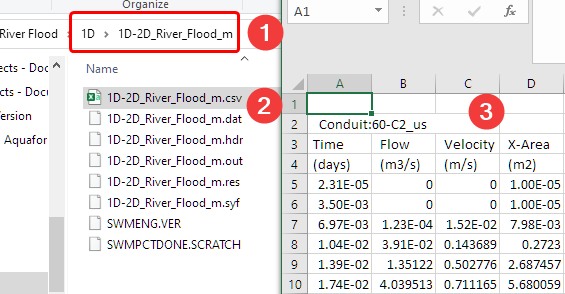 Organize
River Flood > 1D > 1D-2D_River_Flood_m
1
ects - Docu
ects - Docu
ersion
Aquafor
Name
1D-2D_River_Flood_m.csv
1D-2D_River_Flood_m.dat
1D-2D_River_Flood_m.hdr
1D-2D_River_Flood_m.out
1D-2D_River_Flood_m.res
1D-2D_River_Flood_m.syf
SWMENG.VER
SWMPCTDONE.SCRATCH
2
A1
fx
3
A B C D
1
2 Conduit:60-C2_us
3 Time Flow Velocity X-Area
4 (days) (m3/s) (m/s) (m2)
5 2.31E-05 0 0 1.00E-05
6 3.50E-03 0 0 1.00E-05
7 6.97E-03 1.23E-04 1.52E-02 7.98E-03
8 1.04E-02 3.91E-02 0.143689 0.2723
9 1.39E-02 1.35122 0.502776 2.687457
10 1.74E-02 4.039513 0.711165 5.680059